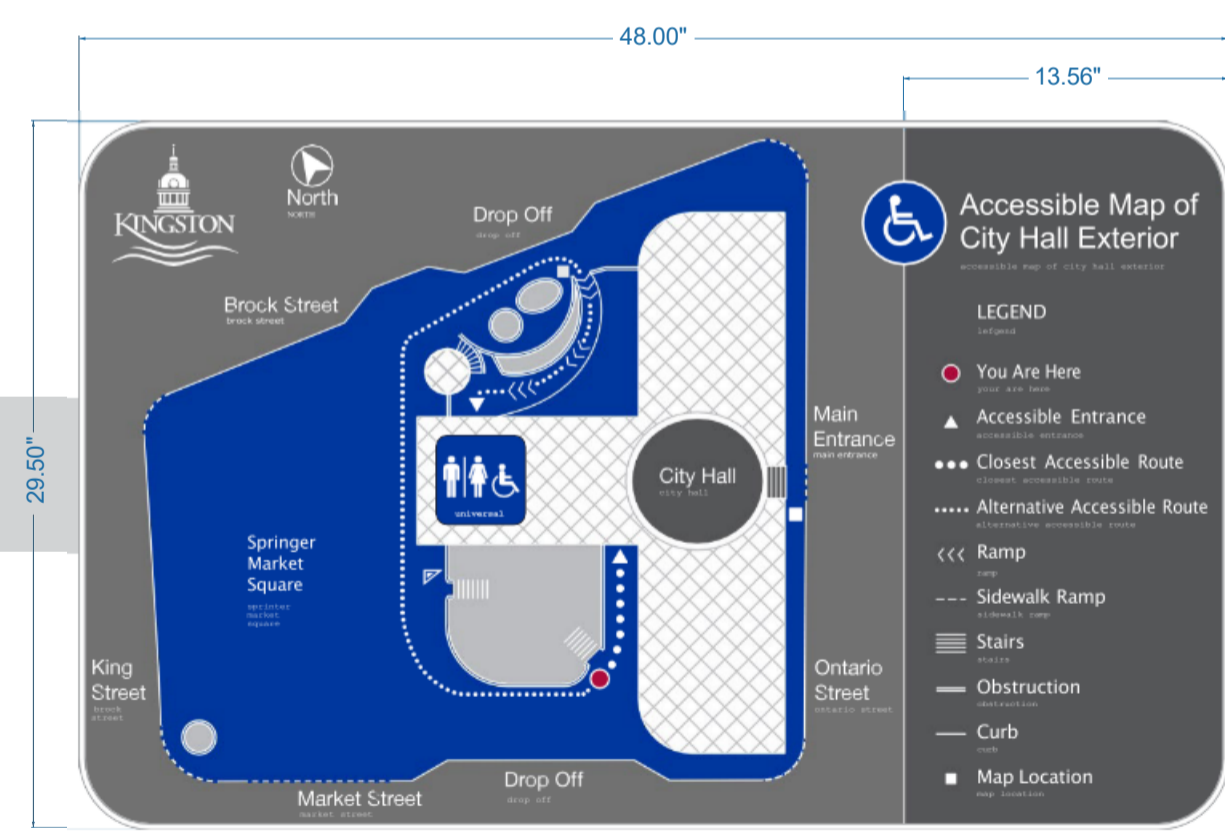 48.00"
13.56"
29.50"
KINGSTON
North
NORTH
Drop Off
drop off
Brock Street
brock street
Springer
Market
Square
sprinter
market
square
universal
City Hall
city hall
Main
Entrance
main entrance
King
Street
brock
street
Ontario
Street
ontario street
Market Street
market street
Drop Off
drop off
Accessible Map of
City Hall Exterior
accessible map of city hall exterior
LEGEND
lefgend
You Are Here
your are here
Accessible Entrance
accessible entrance
Closest Accessible Route
closest accessible route
Alternative Accessible Route
alternative accessible route
Ramp
ramp
Sidewalk Ramp
sidewalk ramp
Stairs
stairs
Obstruction
obstruction
Curb
curb
Map Location
map location